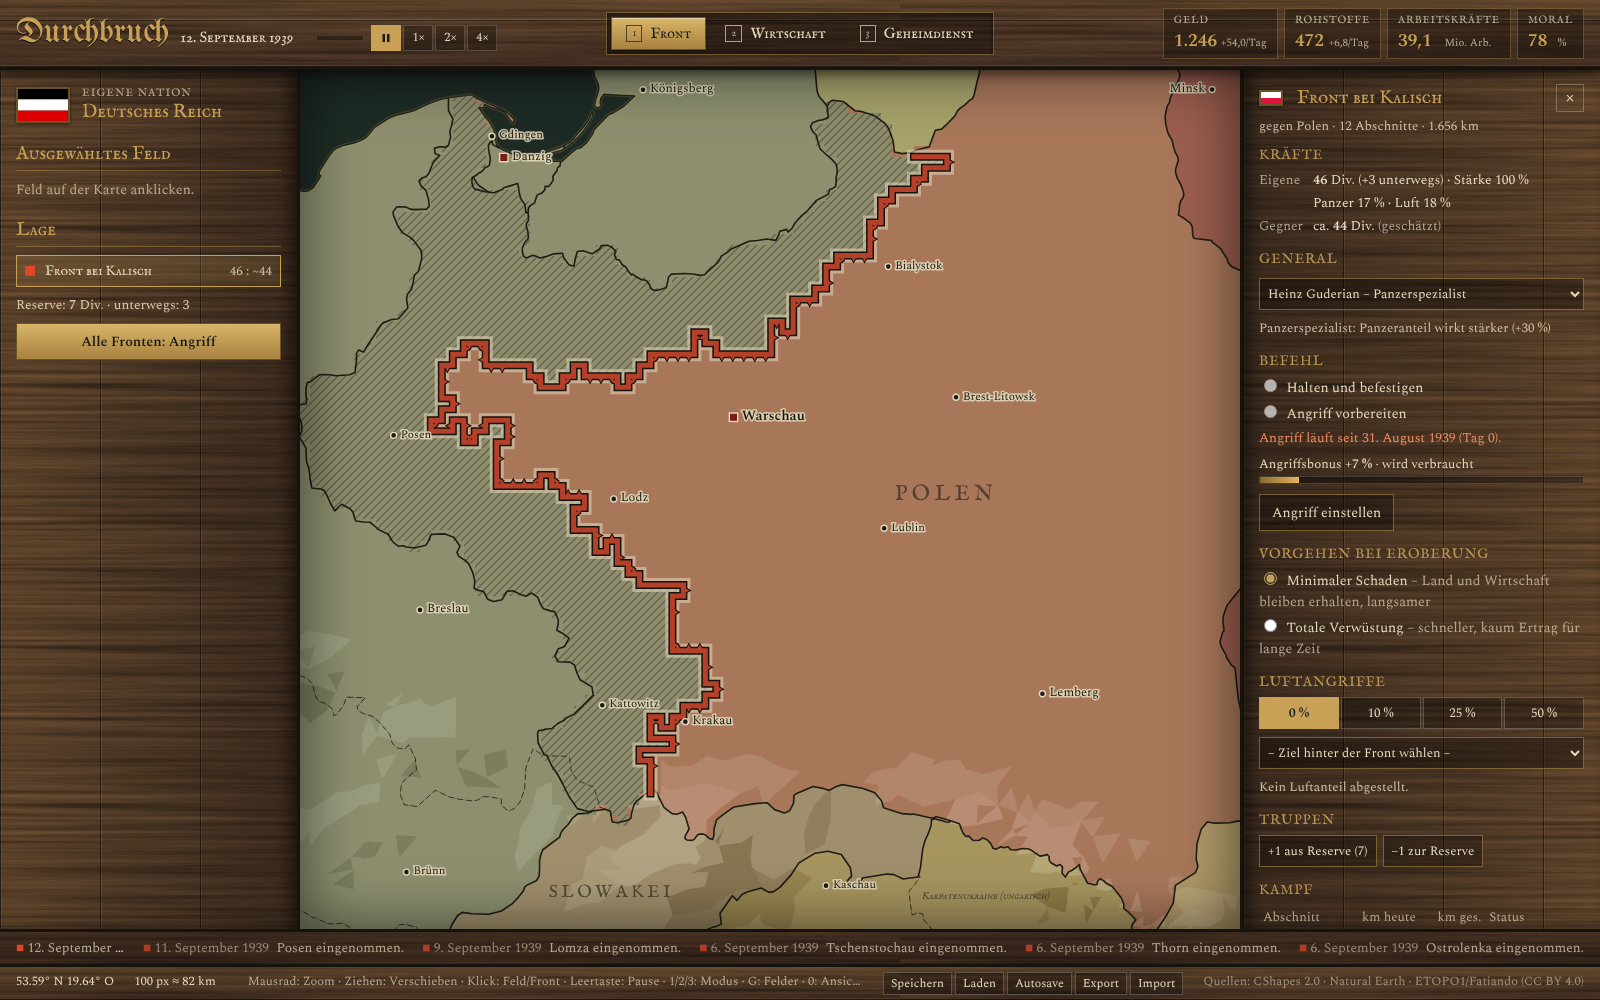 Durchbruch
12. September 1939
1×
2×
4×
1 Front
2 Wirtschaft
3 Geheimdienst
Geld
1.246 +54,0/Tag
Rohstoffe
472 +6,8/Tag
Arbeitskräfte
39,1 Mio. Arb.
Moral
78 %
Eigene Nation
Deutsches Reich
Ausgewähltes Feld
Feld auf der Karte anklicken.
Lage
Front bei Kalisch 46 : ~44
Reserve: 7 Div. · unterwegs: 3
Alle Fronten: Angriff
Königsberg
Minsk
Gdingen
Danzig
Bialystok
Brest-Litowsk
Warschau
Posen
POLEN
Lodz
Lublin
Breslau
Lemberg
Kattowitz
Krakau
Brünn
SLOWAKEI
Kaschau
Karpatenukraine (ungarisch)
Front bei Kalisch
×
gegen Polen · 12 Abschnitte · 1.656 km
Kräfte
Eigene 46 Div. (+3 unterwegs) · Stärke 100 %
Panzer 17 % · Luft 18 %
Gegner ca. 44 Div. (geschätzt)
General
Heinz Guderian – Panzerspezialist
Panzerspezialist: Panzeranteil wirkt stärker (+30 %)
Befehl
Halten und befestigen
Angriff vorbereiten
Angriff läuft seit 31. August 1939 (Tag 0).
Angriffsbonus +7 % · wird verbraucht
Angriff einstellen
Vorgehen bei Eroberung
Minimaler Schaden – Land und Wirtschaft
bleiben erhalten, langsamer
Totale Verwüstung – schneller, kaum Ertrag für
lange Zeit
Luftangriffe
0 %
10 %
25 %
50 %
– Ziel hinter der Front wählen –
Kein Luftanteil abgestellt.
Truppen
+1 aus Reserve (7)
−1 zur Reserve
Kampf
Abschnitt km heute km ges. Status
12. September ...
11. September 1939 Posen eingenommen.
9. September 1939 Lomza eingenommen.
6. September 1939 Tschenstochau eingenommen.
6. September 1939 Thorn eingenommen.
6. September 1939 Ostrolenka eingenommen.
53.59° N 19.64° O
100 px ≈ 82 km
Mausrad: Zoom · Ziehen: Verschieben · Klick: Feld/Front · Leertaste: Pause · 1/2/3: Modus · G: Felder · 0: Ansic...
Speichern
Laden
Autosave
Export
Import
Quellen: CShapes 2.0 · Natural Earth · ETOPO1/Fatiando (CC BY 4.0)